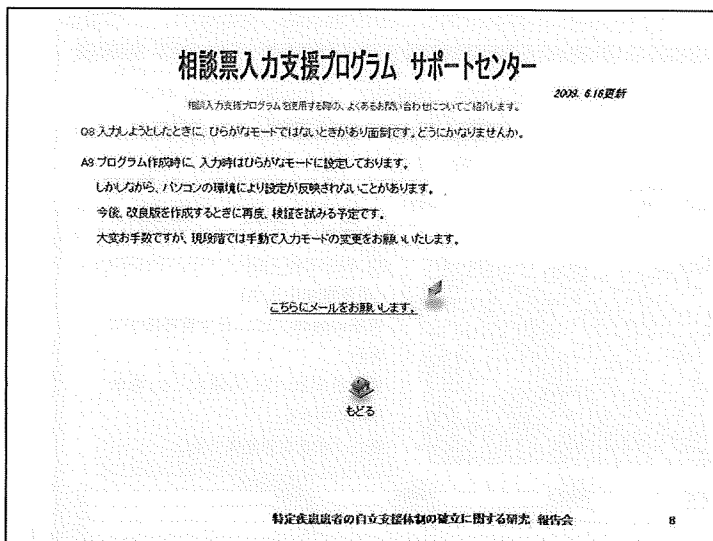 相談票入力支援プログラム サポートセンター
2009. 6.16更新
相談入力支援プログラムを使用する際の、よくあるお問い合わせについてご紹介します。
Q8 入力しようとしたときに、ひらがなモードではないときがあり面倒です。どうにかなりませんか。
A8 プログラム作成時に、入力時はひらがなモードに設定しております。
しかしながら、パソコンの環境により設定が反映されないことがあります。
今後、改良版を作成するときに再度、検証を試みる予定です。
大変お手数ですが、現段階では手動で入力モードの変更をお願いいたします。
こちらにメールをお願いします。
もどる
特定疾患患者の自立支援体制の確立に関する研究 報告会
8